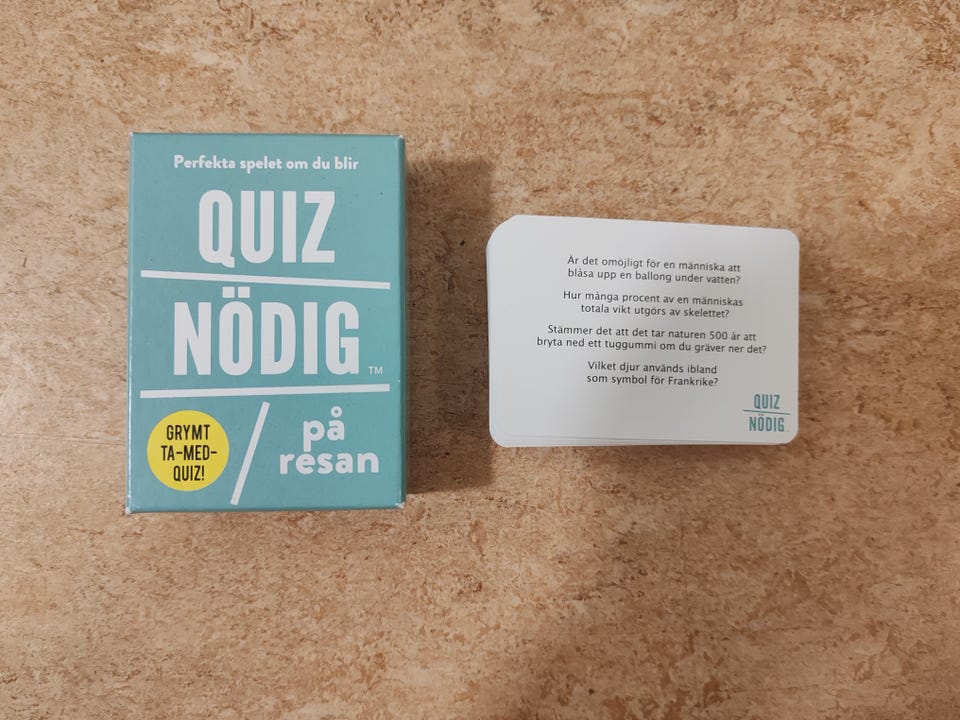 Perfekta spelet om du blir
QUIZ
NÖDIG™
GRYMT
TA-MED-
QUIZ!
på
resan
Är det omöjligt för en människa att
blåsa upp en ballong under vatten?
Hur många procent av en människas
totala vikt utgörs av skelettet?
Stämmer det att det tar naturen 500 år att
bryta ned ett tuggummi om du gräver ner det?
Vilket djur används ibland
som symbol för Frankrike?
QUIZ
NÖDIG